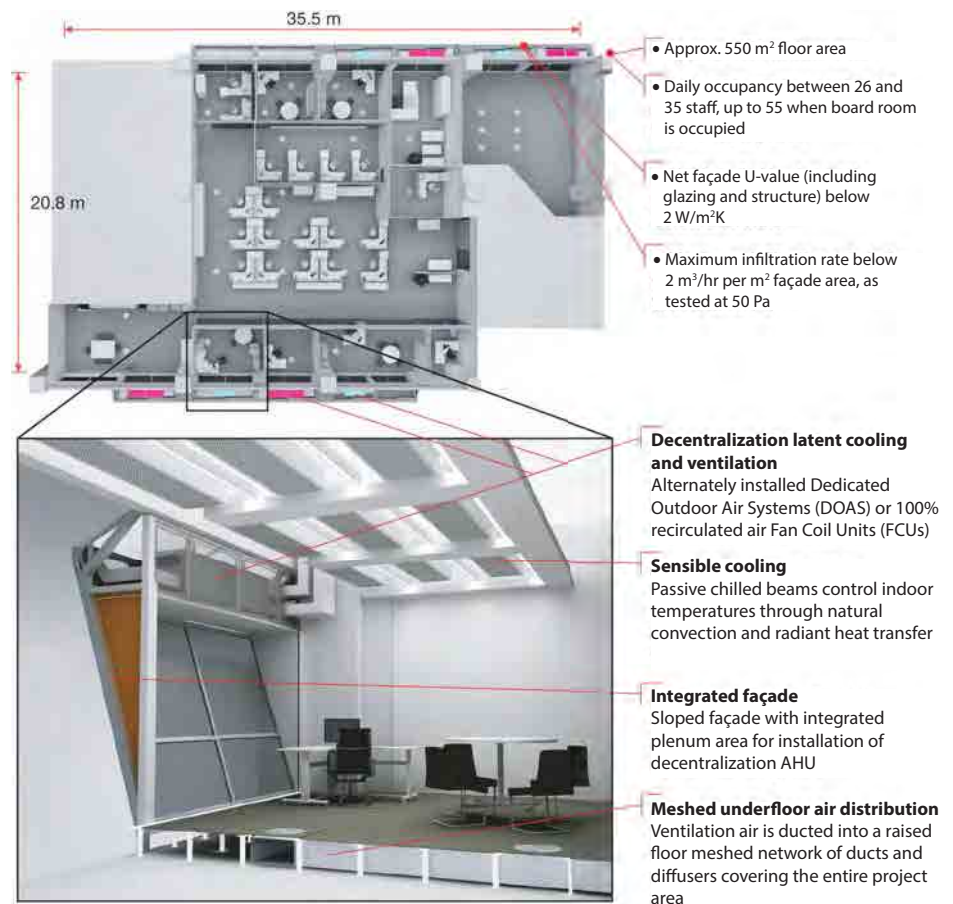 35.5 m
20.8 m
• Approx. 550 m² floor area
• Daily occupancy between 26 and
35 staff, up to 55 when board room
is occupied
• Net façade U-value (including
glazing and structure) below
2 W/m²K
• Maximum infiltration rate below
2 m³/hr per m² façade area, as
tested at 50 Pa
Decentralization latent cooling
and ventilation
Alternately installed Dedicated
Outdoor Air Systems (DOAS) or 100%
recirculated air Fan Coil Units (FCUs)
Sensible cooling
Passive chilled beams control indoor
temperatures through natural
convection and radiant heat transfer
Integrated façade
Sloped façade with integrated
plenum area for installation of
decentralization AHU
Meshed underfloor air distribution
Ventilation air is ducted into a raised
floor meshed network of ducts and
diffusers covering the entire project
area